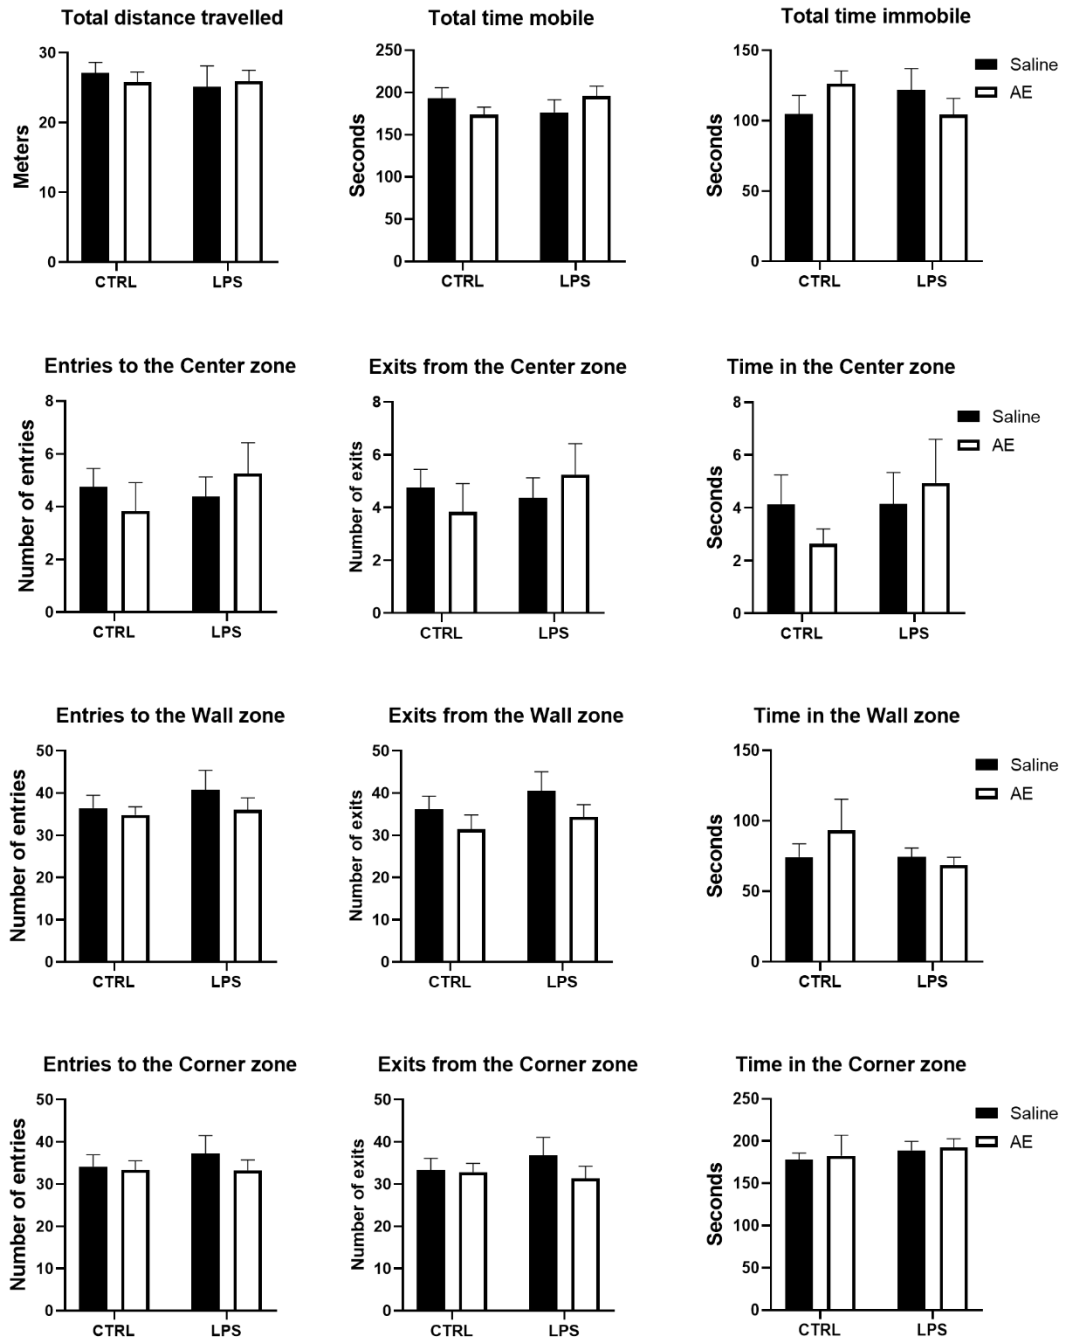 Total distance travelled
Meters
30
20
10
0
CTRL LPS
Total time mobile
Seconds
250
200
150
100
50
0
CTRL LPS
Total time immobile
Seconds
150
100
50
0
CTRL LPS
Saline
AE
Entries to the Center zone
Number of entries
8
6
4
2
0
CTRL LPS
Exits from the Center zone
Number of exits
8
6
4
2
0
CTRL LPS
Time in the Center zone
Seconds
8
6
4
2
0
CTRL LPS
Saline
AE
Entries to the Wall zone
Number of entries
50
40
30
20
10
0
CTRL LPS
Exits from the Wall zone
Number of exits
50
40
30
20
10
0
CTRL LPS
Time in the Wall zone
Seconds
150
100
50
0
CTRL LPS
Saline
AE
Entries to the Corner zone
Number of entries
50
40
30
20
10
0
CTRL LPS
Exits from the Corner zone
Number of exits
50
40
30
20
10
0
CTRL LPS
Time in the Corner zone
Seconds
250
200
150
100
50
0
CTRL LPS
Saline
AE